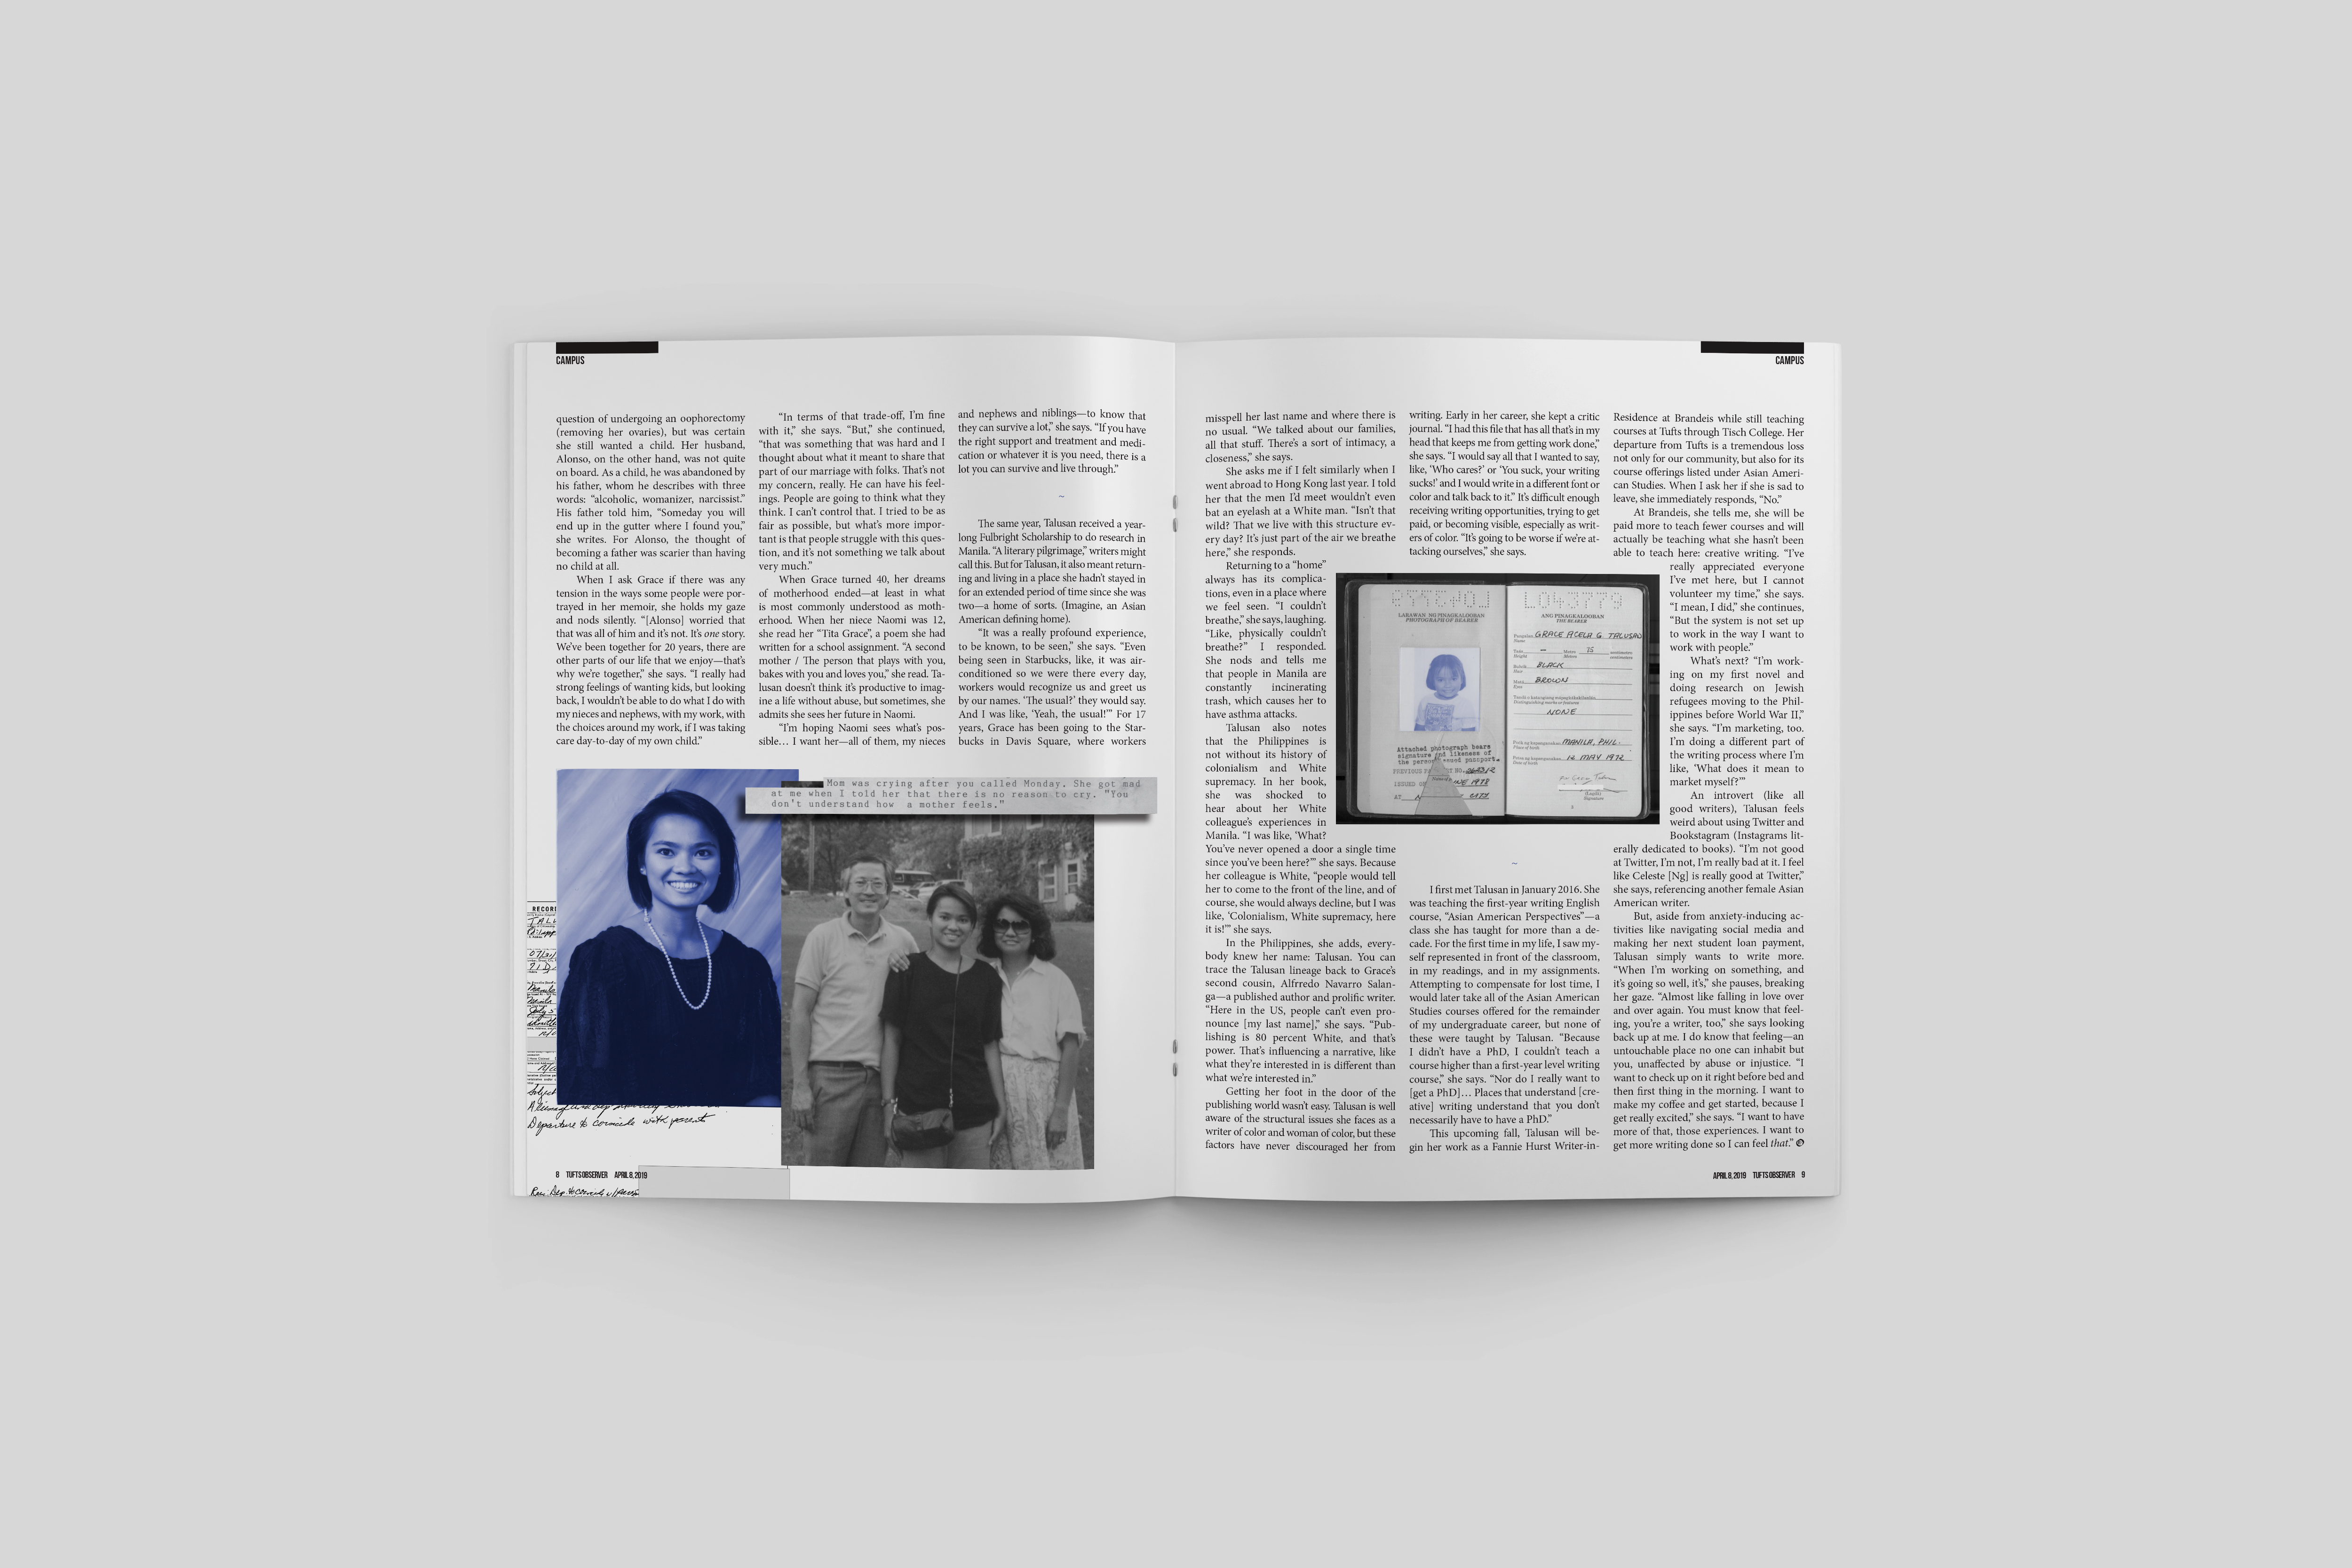 CAMPUS
question of undergoing an oophorectomy
(removing her ovaries), but was certain
she still wanted a child. Her husband,
Alonso, on the other hand, was not quite
on board. As a child, he was abandoned by
his father, whom he describes with three
words: “alcoholic, womanizer, narcissist.”
His father told him, “Someday you will
end up in the gutter where I found you,”
she writes. For Alonso, the thought of
becoming a father was scarier than having
no child at all.
When I ask Grace if there was any
tension in the ways some people were por-
trayed in her memoir, she holds my gaze
and nods silently. “[Alonso] worried that
that was all of him and it’s not. It’s one story.
We’ve been together for 20 years, there are
other parts of our life that we enjoy—that’s
why we’re together,” she says. “I really had
strong feelings of wanting kids, but looking
back, I wouldn’t be able to do what I do with
my nieces and nephews, with my work, with
the choices around my work, if I was taking
care day-to-day of my own child.”
“In terms of that trade-off, I’m fine
with it,” she says. “But,” she continued,
“that was something that was hard and I
thought about what it meant to share that
part of our marriage with folks. That’s not
my concern, really. He can have his feel-
ings. People are going to think what they
think. I can’t control that. I tried to be as
fair as possible, but what’s more impor-
tant is that people struggle with this ques-
tion, and it’s not something we talk about
very much.”
When Grace turned 40, her dreams
of motherhood ended—at least in what
is most commonly understood as moth-
erhood. When her niece Naomi was 12,
she read her “Tita Grace”, a poem she had
written for a school assignment. “A second
mother / The person that plays with you,
bakes with you and loves you,” she read. Ta-
lusan doesn’t think it’s productive to imag-
ine a life without abuse, but sometimes, she
admits she sees her future in Naomi.
“I’m hoping Naomi sees what’s pos-
sible… I want her—all of them, my nieces
and nephews and niblings—to know that
they can survive a lot,” she says. “If you have
the right support and treatment and medi-
cation or whatever it is you need, there is a
lot you can survive and live through.”
~
The same year, Talusan received a year-
long Fulbright Scholarship to do research in
Manila. “A literary pilgrimage,” writers might
call this. But for Talusan, it also meant return-
ing and living in a place she hadn’t stayed in
for an extended period of time since she was
two—a home of sorts. (Imagine, an Asian
American defining home).
“It was a really profound experience,
to be known, to be seen,” she says. “Even
being seen in Starbucks, like, it was air-
conditioned so we were there every day,
workers would recognize us and greet us
by our names. ‘The usual?’ they would say.
And I was like, ‘Yeah, the usual!’” For 17
years, Grace has been going to the Star-
bucks in Davis Square, where workers
Mom was crying after you called Monday. She got mad
at me when I told her that there is no reason to cry. "You
don't understand how a mother feels."
RECOR
Departure to coincide with parents
8 TUFTS OBSERVER APRIL 8, 2019
CAMPUS
misspell her last name and where there is
no usual. “We talked about our families,
all that stuff. There’s a sort of intimacy, a
closeness,” she says.
She asks me if I felt similarly when I
went abroad to Hong Kong last year. I told
her that the men I’d meet wouldn’t even
bat an eyelash at a White man. “Isn’t that
wild? That we live with this structure ev-
ery day? It’s just part of the air we breathe
here,” she responds.
Returning to a “home”
always has its complica-
tions, even in a place where
we feel seen. “I couldn’t
breathe,” she says, laughing.
“Like, physically couldn’t
breathe?” I responded.
She nods and tells me
that people in Manila are
constantly incinerating
trash, which causes her to
have asthma attacks.
Talusan also notes
that the Philippines is
not without its history of
colonialism and White
supremacy. In her book,
she was shocked to
hear about her White
colleague’s experiences in
Manila. “I was like, ‘What?
You’ve never opened a door a single time
since you’ve been here?’” she says. Because
her colleague is White, “people would tell
her to come to the front of the line, and of
course, she would always decline, but I was
like, ‘Colonialism, White supremacy, here
it is!’” she says.
In the Philippines, she adds, every-
body knew her name: Talusan. You can
trace the Talusan lineage back to Grace’s
second cousin, Alfrredo Navarro Salan-
ga—a published author and prolific writer.
“Here in the US, people can’t even pro-
nounce [my last name],” she says. “Pub-
lishing is 80 percent White, and that’s
power. That’s influencing a narrative, like
what they’re interested in is different than
what we’re interested in.”
Getting her foot in the door of the
publishing world wasn’t easy. Talusan is well
aware of the structural issues she faces as a
writer of color and woman of color, but these
factors have never discouraged her from
writing. Early in her career, she kept a critic
journal. “I had this file that has all that’s in my
head that keeps me from getting work done,”
she says. “I would say all that I wanted to say,
like, ‘Who cares?’ or ‘You suck, your writing
sucks!’ and I would write in a different font or
color and talk back to it.” It’s difficult enough
receiving writing opportunities, trying to get
paid, or becoming visible, especially as writ-
ers of color. “It’s going to be worse if we’re at-
tacking ourselves,” she says.
LARAWAN NG PINAGKALOOBAN
PHOTOGRAPH OF BEARER
Attached photograph bears
signature and likeness of
the person issued passport.
L043779
ANG PINAGKALOOBAN
THE BEARER
GRACE ACELA G. TALUSAN
BLACK
BROWN
NONE
MANILA, PHIL.
MAY 1972
Signature
~
I first met Talusan in January 2016. She
was teaching the first-year writing English
course, “Asian American Perspectives”—a
class she has taught for more than a de-
cade. For the first time in my life, I saw my-
self represented in front of the classroom,
in my readings, and in my assignments.
Attempting to compensate for lost time, I
would later take all of the Asian American
Studies courses offered for the remainder
of my undergraduate career, but none of
these were taught by Talusan. “Because
I didn’t have a PhD, I couldn’t teach a
course higher than a first-year level writing
course,” she says. “Nor do I really want to
[get a PhD]… Places that understand [cre-
ative] writing understand that you don’t
necessarily have to have a PhD.”
This upcoming fall, Talusan will be-
gin her work as a Fannie Hurst Writer-in-
Residence at Brandeis while still teaching
courses at Tufts through Tisch College. Her
departure from Tufts is a tremendous loss
not only for our community, but also for its
course offerings listed under Asian Ameri-
can Studies. When I ask her if she is sad to
leave, she immediately responds, “No.”
At Brandeis, she tells me, she will be
paid more to teach fewer courses and will
actually be teaching what she hasn’t been
able to teach here: creative writing. “I’ve
really appreciated everyone
I’ve met here, but I cannot
volunteer my time,” she says.
“I mean, I did,” she continues,
“But the system is not set up
to work in the way I want to
work with people.”
What’s next? “I’m work-
ing on my first novel and
doing research on Jewish
refugees moving to the Phil-
ippines before World War II,”
she says. “I’m marketing, too.
I’m doing a different part of
the writing process where I’m
like, ‘What does it mean to
market myself?’”
An introvert (like all
good writers), Talusan feels
weird about using Twitter and
Bookstagram (Instagrams lit-
erally dedicated to books). “I’m not good
at Twitter, I’m not, I’m really bad at it. I feel
like Celeste [Ng] is really good at Twitter,”
she says, referencing another female Asian
American writer.
But, aside from anxiety-inducing ac-
tivities like navigating social media and
making her next student loan payment,
Talusan simply wants to write more.
“When I’m working on something, and
it’s going so well, it’s,” she pauses, breaking
her gaze. “Almost like falling in love over
and over again. You must know that feel-
ing, you’re a writer, too,” she says looking
back up at me. I do know that feeling—an
untouchable place no one can inhabit but
you, unaffected by abuse or injustice. “I
want to check up on it right before bed and
then first thing in the morning. I want to
make my coffee and get started, because I
get really excited,” she says. “I want to have
more of that, those experiences. I want to
get more writing done so I can feel that.”
APRIL 8, 2019 TUFTS OBSERVER 9